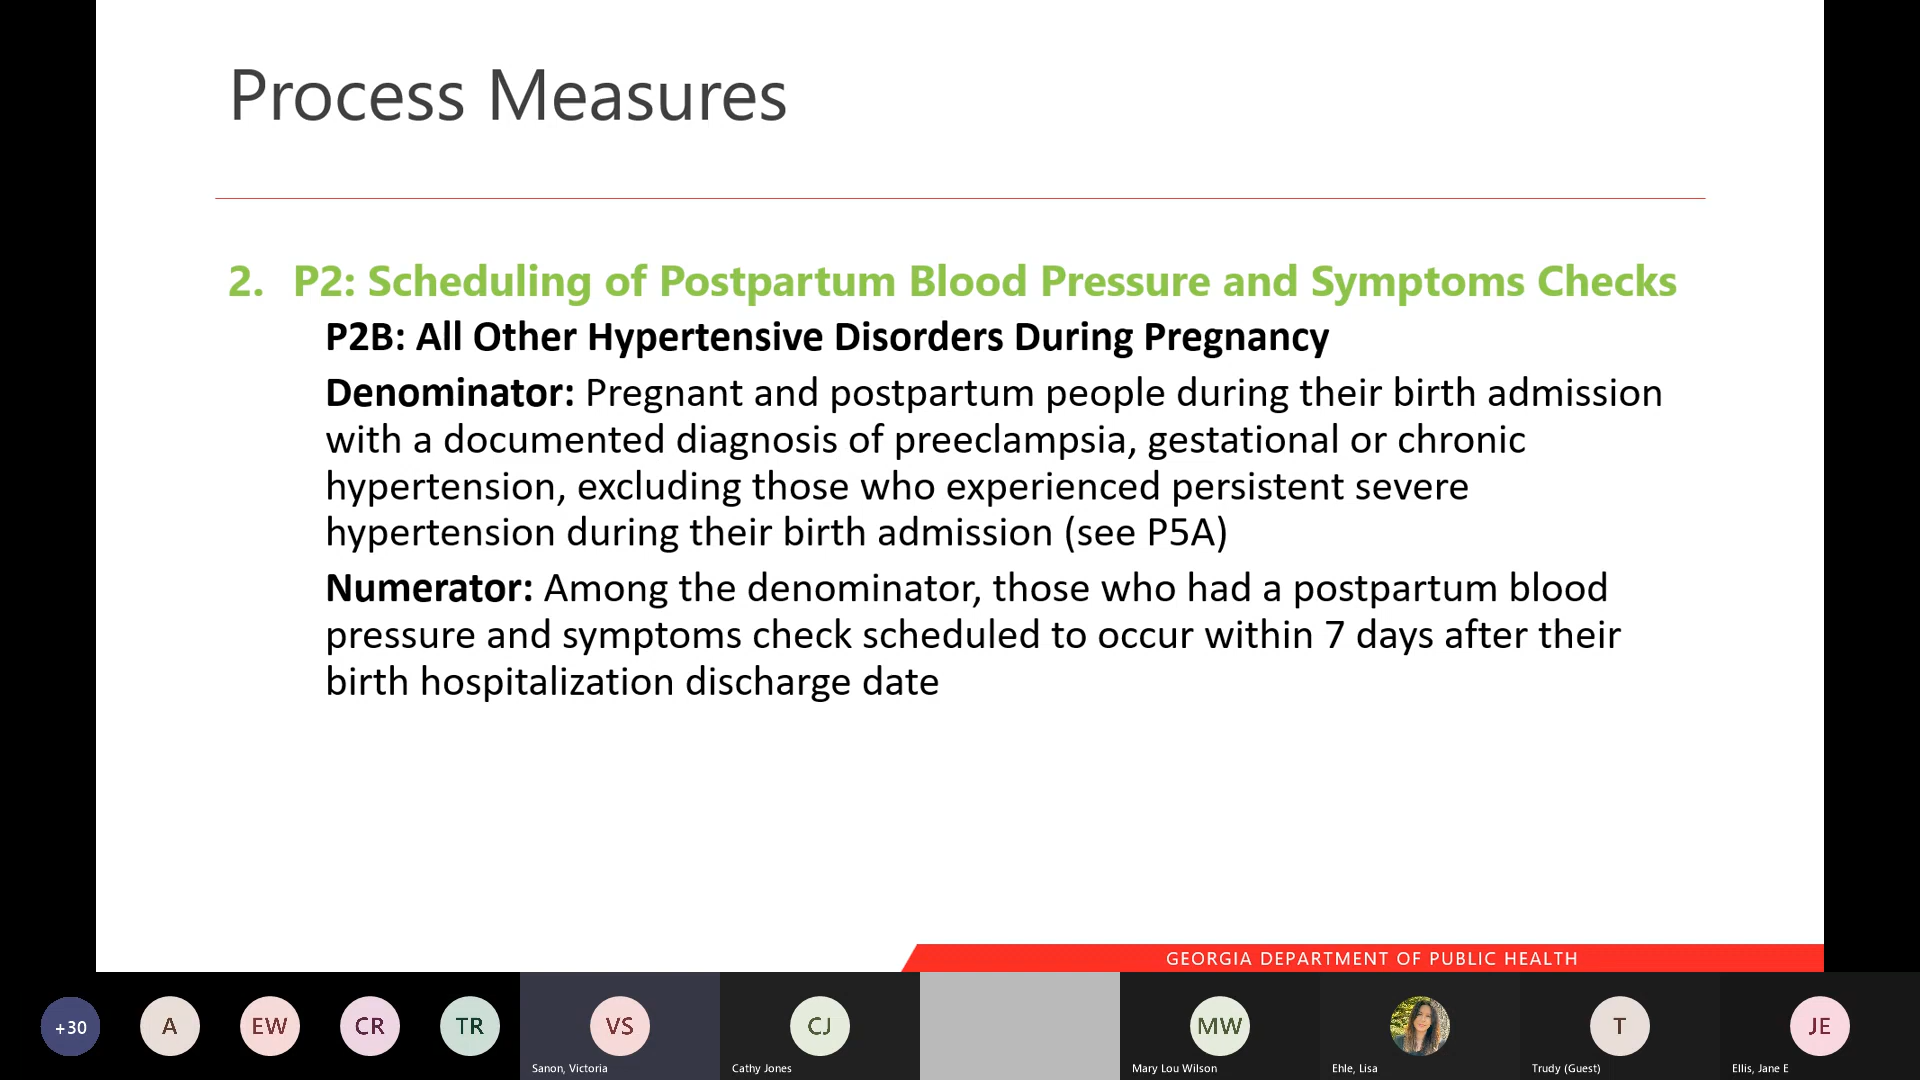 Process Measures
2. P2: Scheduling of Postpartum Blood Pressure and Symptoms Checks
P2B: All Other Hypertensive Disorders During Pregnancy
Denominator: Pregnant and postpartum people during their birth admission
with a documented diagnosis of preeclampsia, gestational or chronic
hypertension, excluding those who experienced persistent severe
hypertension during their birth admission (see P5A)
Numerator: Among the denominator, those who had a postpartum blood
pressure and symptoms check scheduled to occur within 7 days after their
birth hospitalization discharge date
GEORGIA DEPARTMENT OF PUBLIC HEALTH
+30 A EW CR TR VS CJ MW T JE
Sanon, Victoria Cathy Jones Mary Lou Wilson Ehle, Lisa Trudy (Guest) Ellis, Jane E